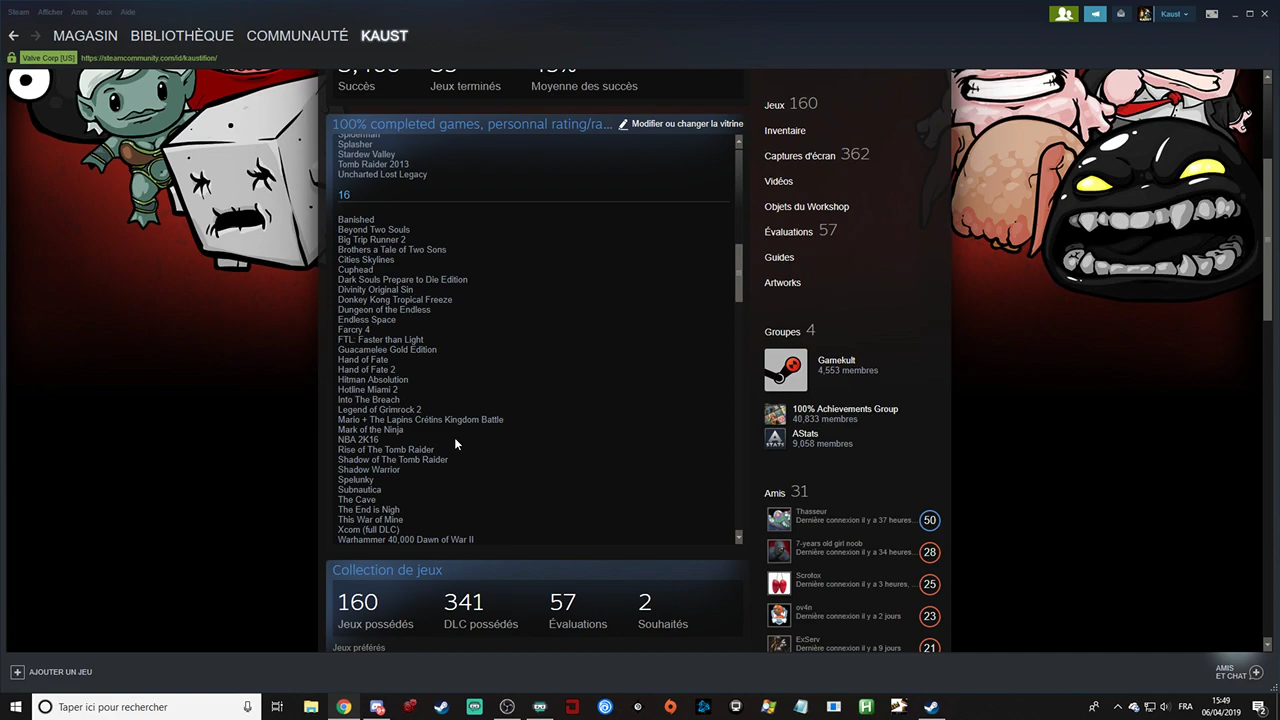 Steam Afficher Amis Jeux Aide
Kaust
MAGASIN BIBLIOTHÈQUE COMMUNAUTÉ KAUST
Valve Corp [US] https://steamcommunity.com/id/kaustifion/
Succès Jeux terminés Moyenne des succès
100% completed games, personnal rating/ra... Modifier ou changer la vitrine
Spiderman
Splasher
Stardew Valley
Tomb Raider 2013
Uncharted Lost Legacy
16
Banished
Beyond Two Souls
Big Trip Runner 2
Brothers a Tale of Two Sons
Cities Skylines
Cuphead
Dark Souls Prepare to Die Edition
Divinity Original Sin
Donkey Kong Tropical Freeze
Dungeon of the Endless
Endless Space
Farcry 4
FTL: Faster than Light
Guacamelee Gold Edition
Hand of Fate
Hand of Fate 2
Hitman Absolution
Hotline Miami 2
Into The Breach
Legend of Grimrock 2
Mario + The Lapins Crétins Kingdom Battle
Mark of the Ninja
NBA 2K16
Rise of The Tomb Raider
Shadow of The Tomb Raider
Shadow Warrior
Spelunky
Subnautica
The Cave
The End is Nigh
This War of Mine
Xcom (full DLC)
Warhammer 40,000 Dawn of War II
Collection de jeux
160 341 57 2
Jeux possédés DLC possédés Évaluations Souhaités
Jeux préférés
Jeux 160
Inventaire
Captures d'écran 362
Vidéos
Objets du Workshop
Évaluations 57
Guides
Artworks
Groupes 4
Gamekult
4,553 membres
100% Achievements Group
40,833 membres
AStats
9,058 membres
Amis 31
Thasseur
Dernière connexion il y a 37 heures... 50
7-years old girl noob
Dernière connexion il y a 34 heures... 28
Scrotox
Dernière connexion il y a 3 heures, ... 25
ov4n
Dernière connexion il y a 2 jours 23
ExServ
Dernière connexion il y a 9 jours 21
AJOUTER UN JEU
AMIS
ET CHAT
Taper ici pour rechercher
FRA
15:49
06/04/2019